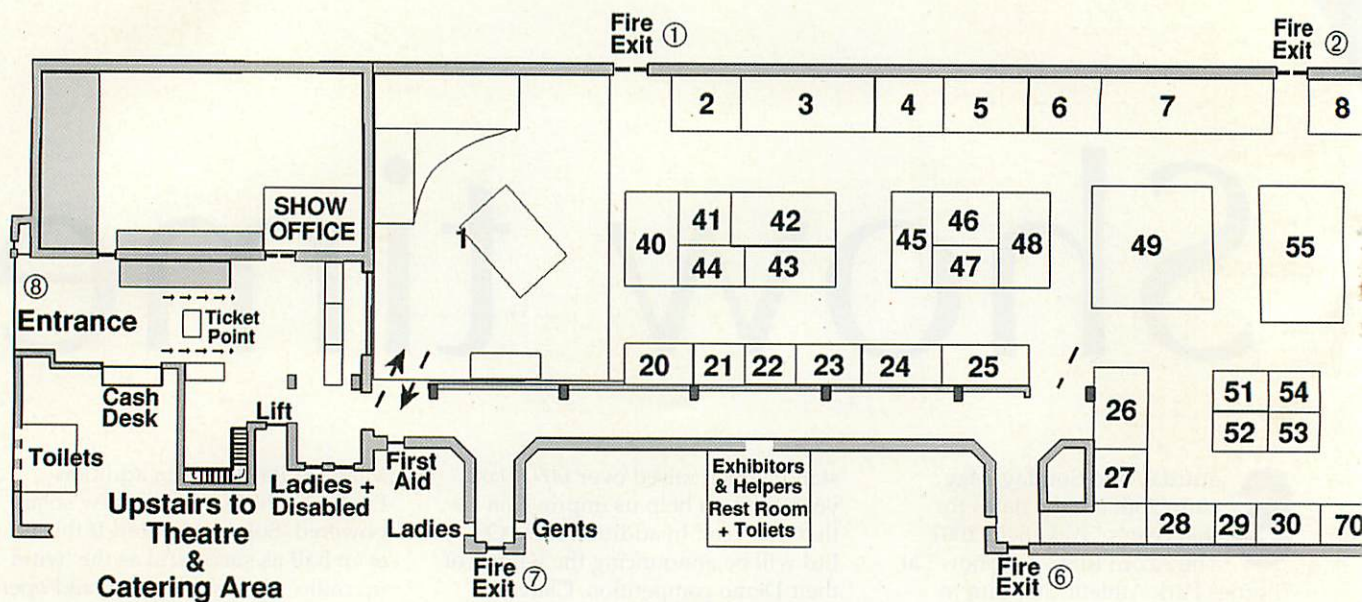 Fire
Exit ①
Fire
Exit ②
2 3 4 5 6 7 8
SHOW
OFFICE
1
40 41 42 44 43
45 46 47 48
49
55
⑧
Entrance
Ticket
Point
20 21 22 23 24 25
26
51 54
52 53
Cash
Desk
Lift
Toilets
Ladies +
Disabled
First
Aid
Exhibitors
& Helpers
Rest Room
+ Toliets
27
Upstairs to
Theatre
&
Catering Area
Ladies
Gents
28 29 30 70
Fire
Exit ⑦
Fire
Exit ⑥